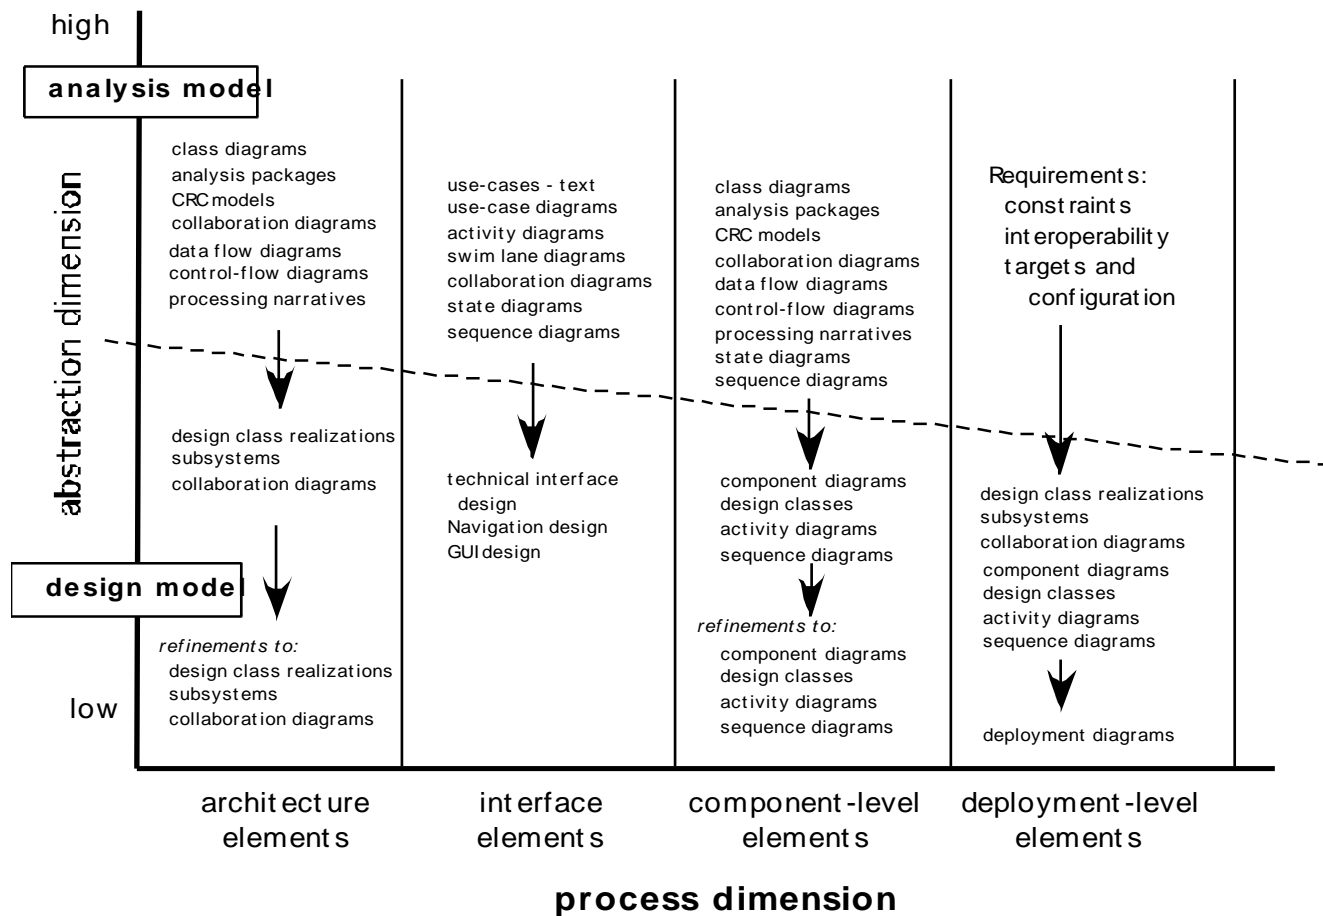 high
analysis model
abstraction dimension
class diagrams
analysis packages
CRC models
collaboration diagrams
data flow diagrams
control-flow diagrams
processing narratives
design class realizations
subsystems
collaboration diagrams
design model
refinements to:
design class realizations
subsystems
collaboration diagrams
low
use-cases - text
use-case diagrams
activity diagrams
swim lane diagrams
collaboration diagrams
state diagrams
sequence diagrams
technical interface
design
Navigation design
GUI design
class diagrams
analysis packages
CRC models
collaboration diagrams
data flow diagrams
control-flow diagrams
processing narratives
state diagrams
sequence diagrams
component diagrams
design classes
activity diagrams
sequence diagrams
refinements to:
component diagrams
design classes
activity diagrams
sequence diagrams
Requirements:
constraints
interoperability
targets and
configuration
design class realizations
subsystems
collaboration diagrams
component diagrams
design classes
activity diagrams
sequence diagrams
deployment diagrams
architecture
elements
interface
elements
component-level
elements
deployment-level
elements
process dimension